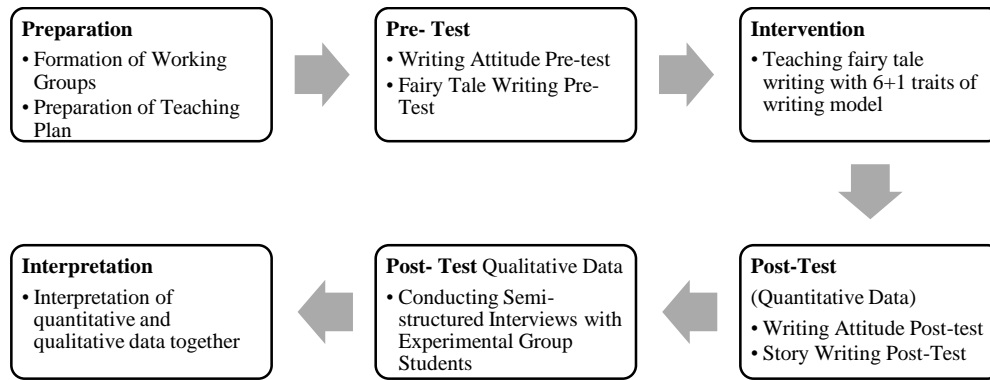 Preparation
• Formation of Working
Groups
• Preparation of Teaching
Plan
Pre- Test
• Writing Attitude Pre-test
• Fairy Tale Writing Pre-
Test
Intervention
• Teaching fairy tale
writing with 6+1 traits of
writing model
Post-Test
(Quantitative Data)
• Writing Attitude Post-test
• Story Writing Post-Test
Post- Test Qualitative Data
• Conducting Semi-
structured Interviews with
Experimental Group
Students
Interpretation
• Interpretation of
quantitative and
qualitative data together